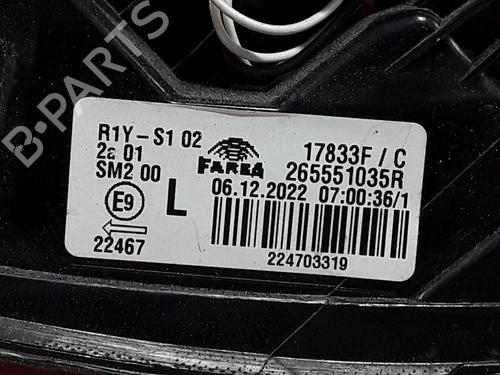 R1Y-S1 02
2a 01
SM2 00
E9
22467
L
FARBA
17833F / C
265551035R
06.12.2022 07:00:36/1
224703319
B-PARTS